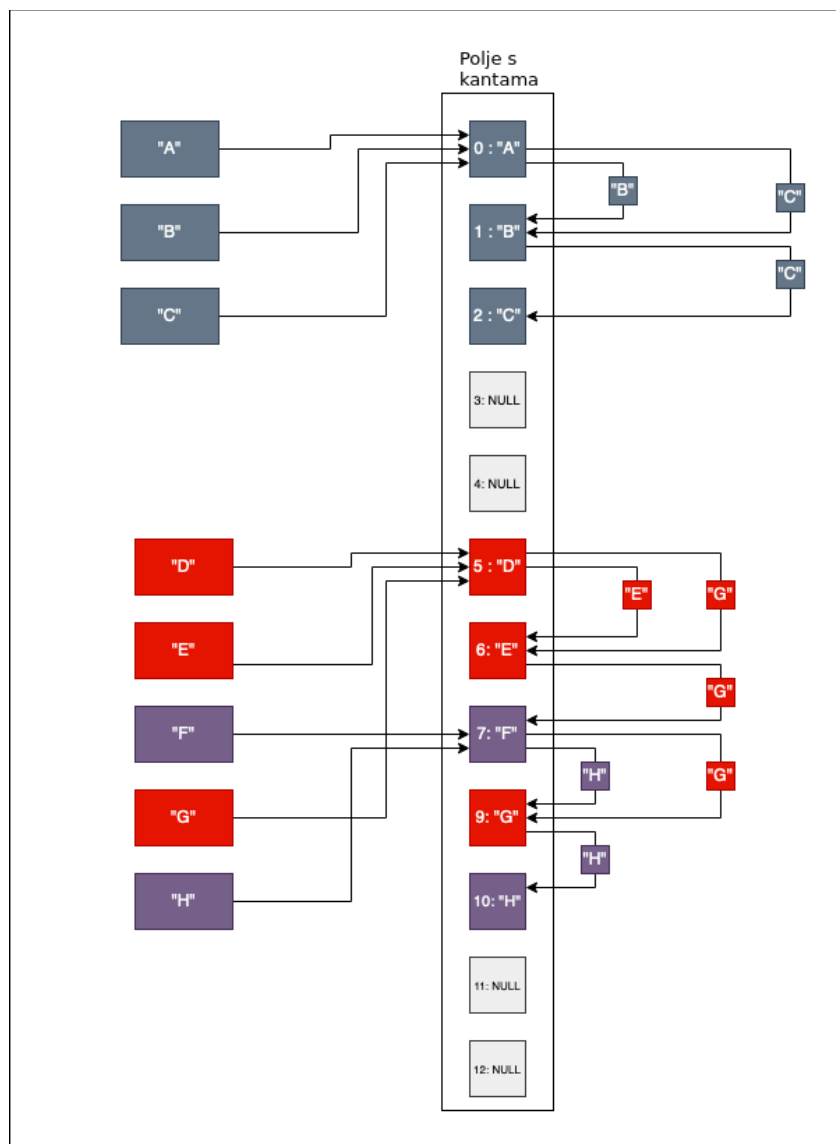 Polje s
kantama
"A"
0 : "A"
"B"
"C"
"B"
1 : "B"
"C"
"C"
2 : "C"
3: NULL
4: NULL
"D"
5 : "D"
"E"
"G"
"E"
6: "E"
"G"
"F"
7: "F"
"H"
"G"
"G"
9: "G"
"H"
"H"
10: "H"
11: NULL
12: NULL